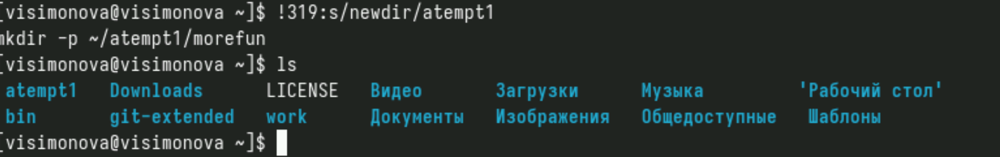 [visimonova@visimonova ~]$ !319:s/newdir/atempt1
mkdir -p ~/atempt1/morefun
[visimonova@visimonova ~]$ ls
atempt1 Downloads LICENSE Видео Загрузки Музыка 'Рабочий стол'
bin git-extended work Документы Изображения Общедоступные Шаблоны
[visimonova@visimonova ~]$